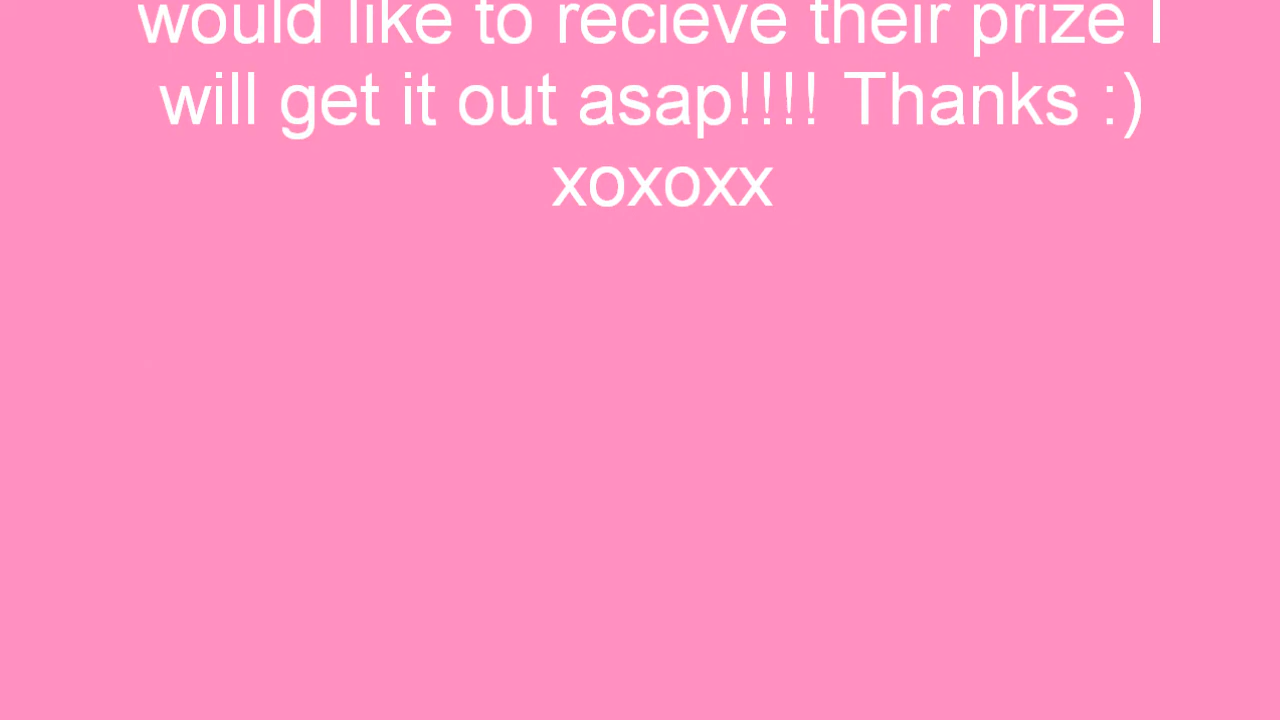 would like to recieve their prize I
will get it out asap!!!! Thanks :)
xoxoxx